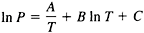 ln P = A/T + B ln T + C